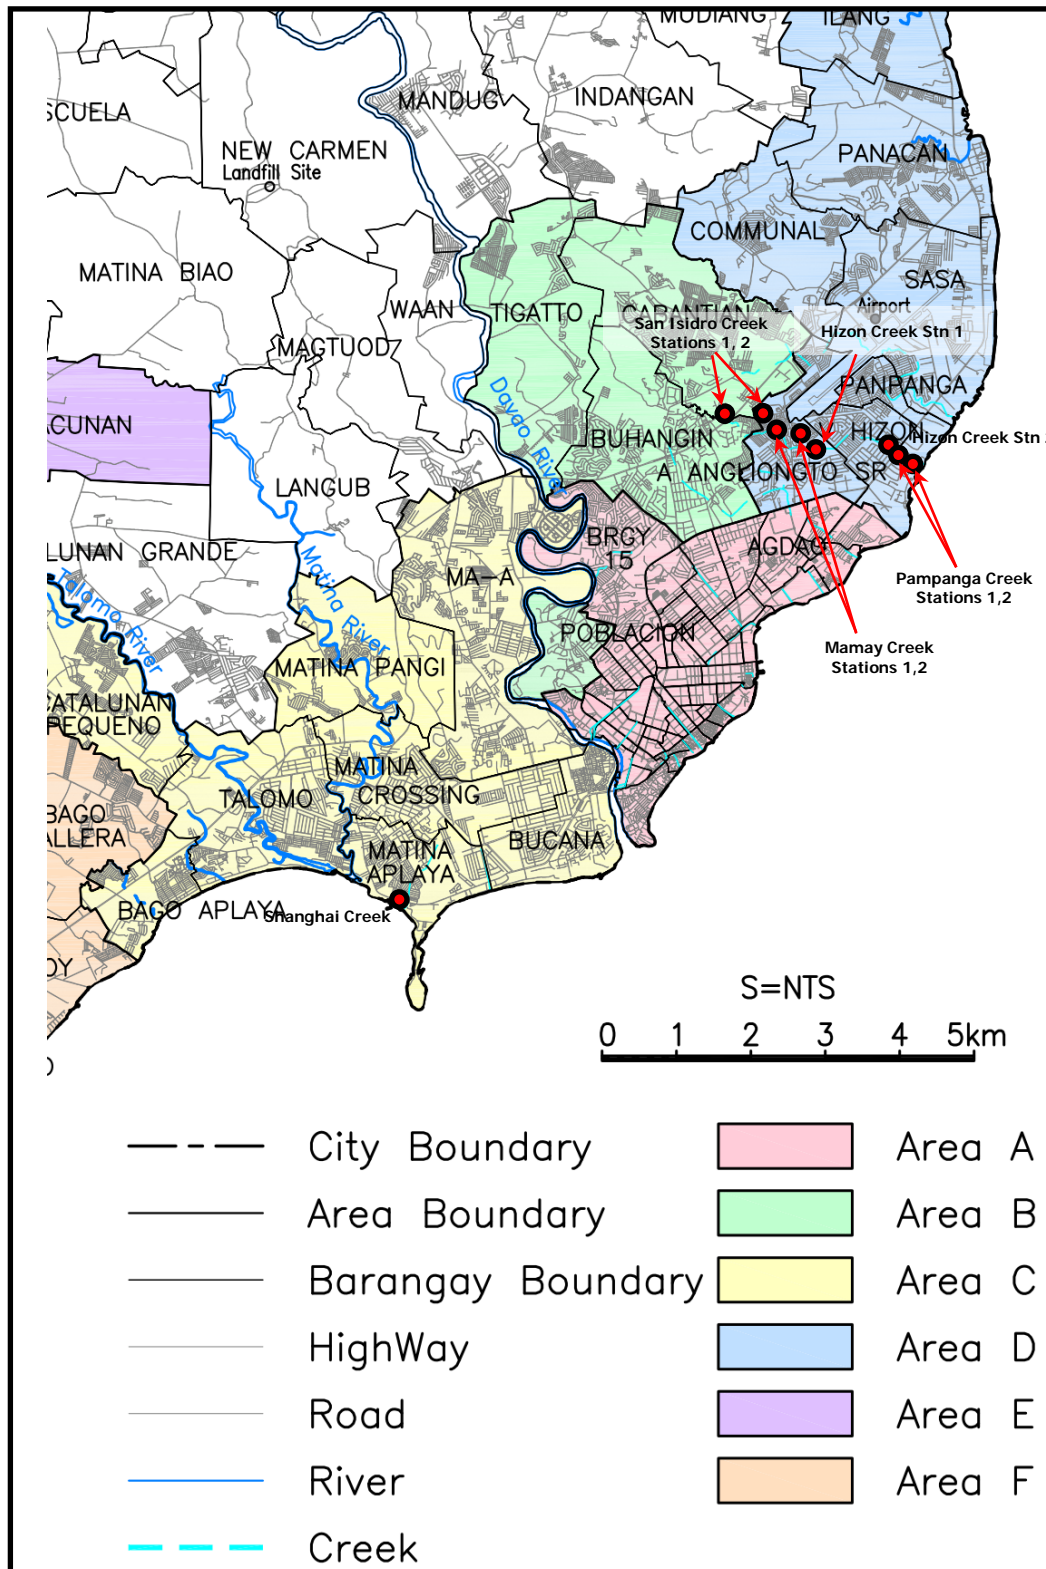 MUDIANG
ILANG
SCUELA
MANDUG
INDANGAN
NEW CARMEN
Landfill Site
PANACAN
COMMUNAL
MATINA BIAO
SASA
WAAN
TIGATTO
CABANTIAN
Airport
San Isidro Creek
Stations 1, 2
Hizon Creek Stn 1
MAGTUOD
PANPANGA
Davao River
ACUNAN
BUHANGIN
V HIZON
Hizon Creek Stn
A ANGLIONGTO SR
LANGUB
LUNAN GRANDE
BRGY
15
AGDAO
MA-A
Talomo River
Matina River
Pampanga Creek
Stations 1,2
POBLACION
Mamay Creek
Stations 1,2
MATINA PANGI
CATALUNAN
PEQUENO
MATINA
CROSSING
TALOMO
BAGO
ALLERA
BUCANA
MATINA
APLAYA
BAGO APLAYA
Shanghai Creek
OY
S=NTS
0 1 2 3 4 5km
City Boundary
Area A
Area Boundary
Area B
Barangay Boundary
Area C
HighWay
Area D
Road
Area E
River
Area F
Creek